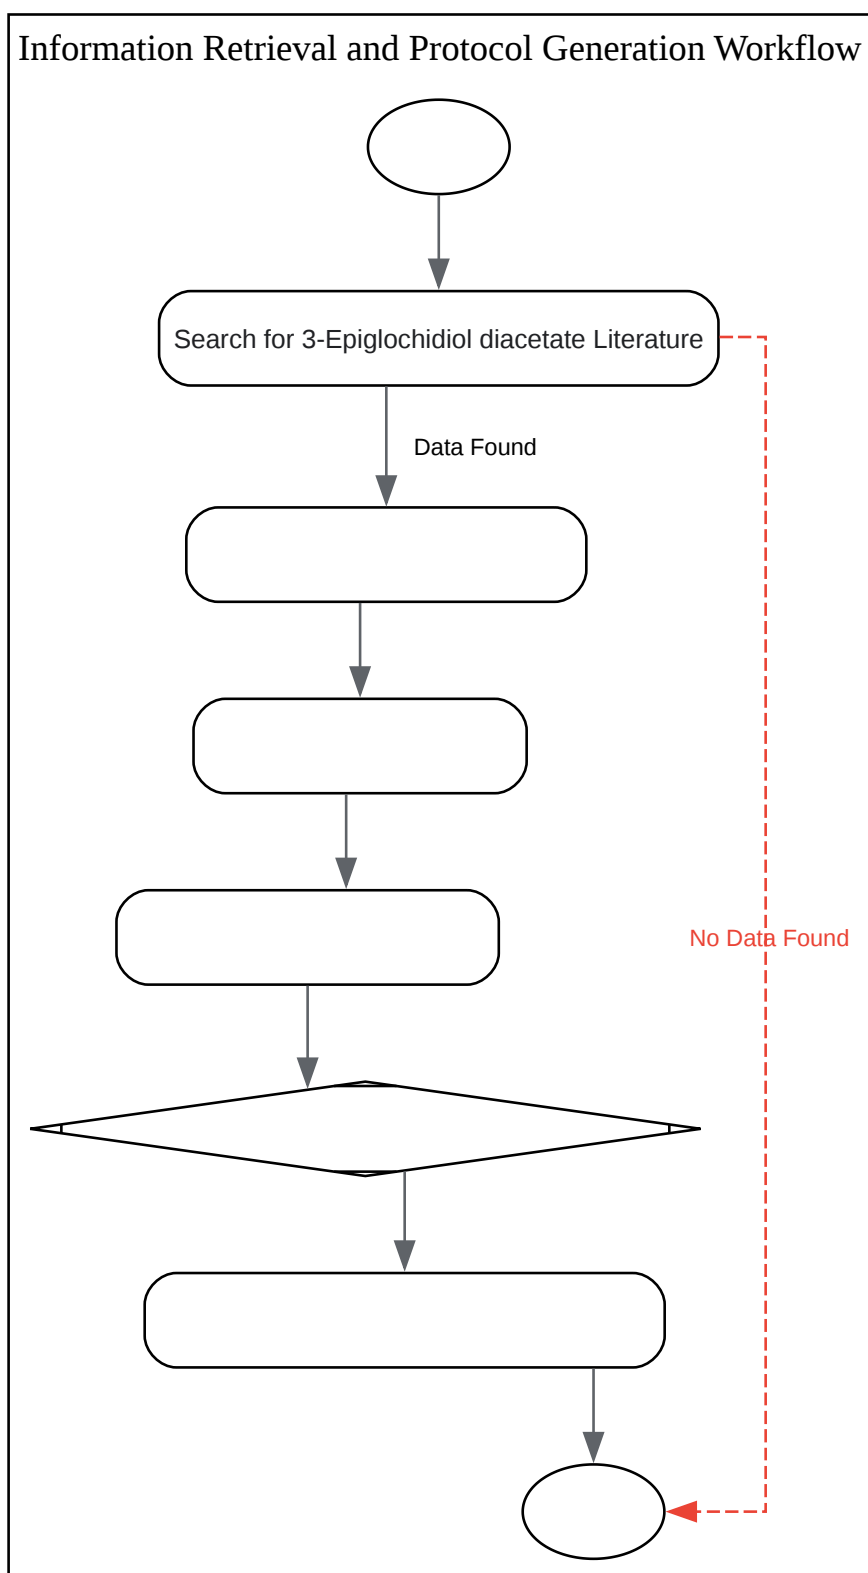 Information Retrieval and Protocol Generation Workflow
Search for 3-Epiglochidiol diacetate Literature
Data Found
No Data Found